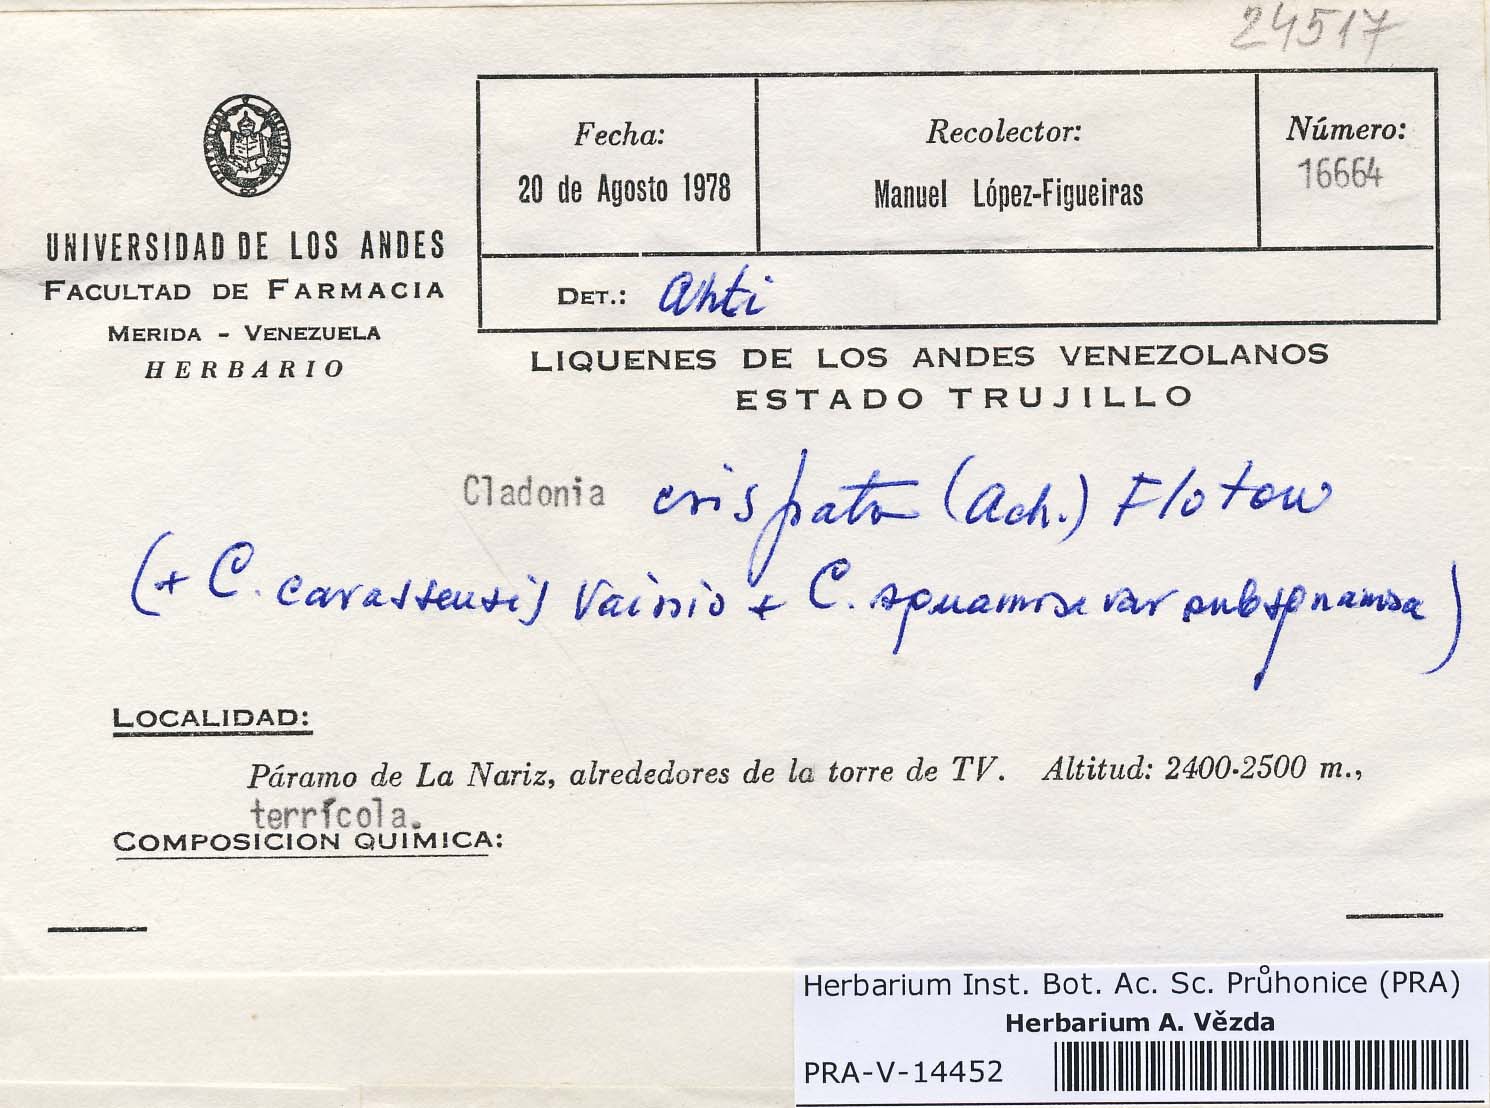 24517
UNIVERSIDAD DE LOS ANDES
FACULTAD DE FARMACIA
MERIDA - VENEZUELA
HERBARIO
Fecha:
20 de Agosto 1978
Recolector:
Manuel López-Figueiras
Número:
16664
DET.: Ahti
LIQUENES DE LOS ANDES VENEZOLANOS
ESTADO TRUJILLO
Cladonia crispata (Ach.) Flotow
(+ C. carassensis Vainio + C. squamosa var subsquamosa)
LOCALIDAD:
Páramo de La Nariz, alrededores de la torre de TV. Altitud: 2400-2500 m.,
terrícola.
COMPOSICION QUIMICA:
Herbarium Inst. Bot. Ac. Sc. Průhonice (PRA)
Herbarium A. Vězda
PRA-V-14452